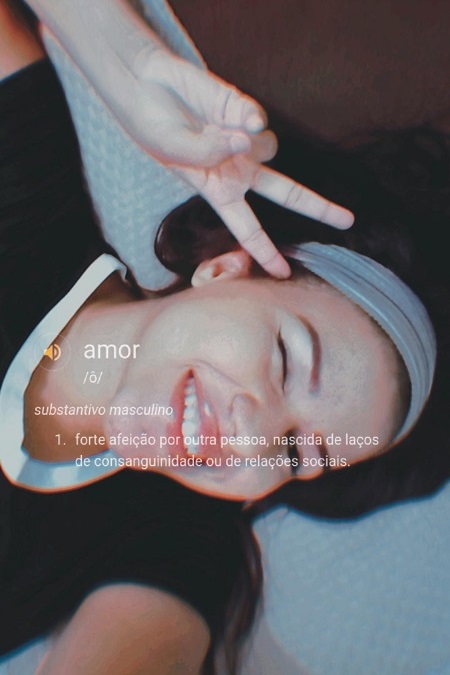 amor
/ô/
substantivo masculino
1. forte afeição por outra pessoa, nascida de laços
de consanguinidade ou de relações sociais.